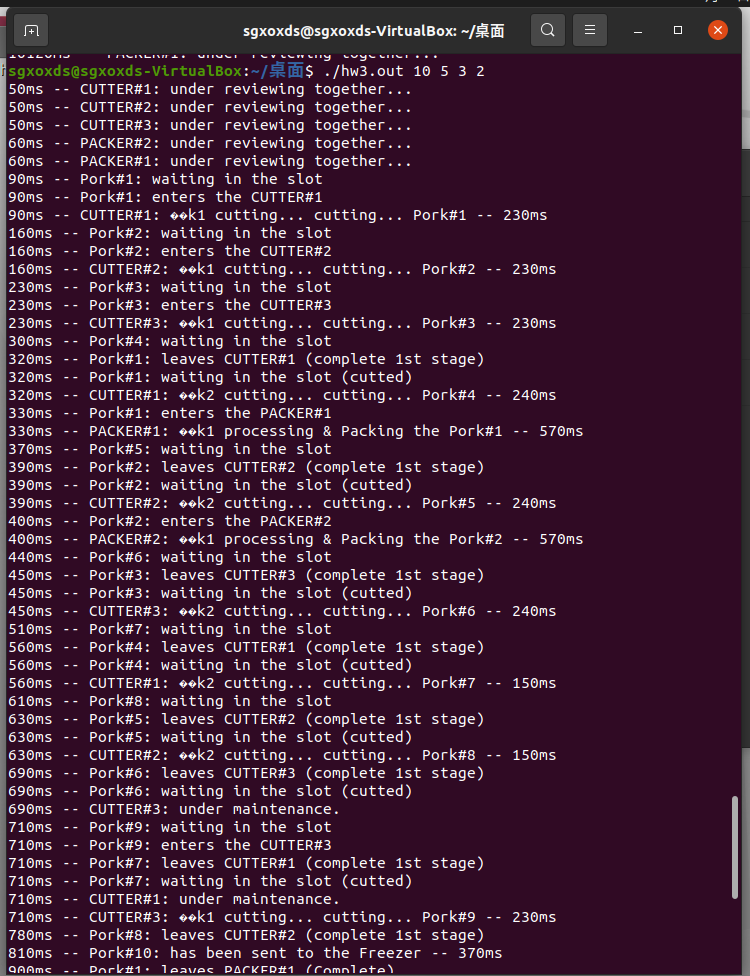 sgxoxds@sgxoxds-VirtualBox: ~/桌面
sgxoxds@sgxoxds-VirtualBox:~/桌面$ ./hw3.out 10 5 3 2
50ms -- CUTTER#1: under reviewing together...
50ms -- CUTTER#2: under reviewing together...
50ms -- CUTTER#3: under reviewing together...
60ms -- PACKER#2: under reviewing together...
60ms -- PACKER#1: under reviewing together...
90ms -- Pork#1: waiting in the slot
90ms -- Pork#1: enters the CUTTER#1
90ms -- CUTTER#1: ��k1 cutting... cutting... Pork#1 -- 230ms
160ms -- Pork#2: waiting in the slot
160ms -- Pork#2: enters the CUTTER#2
160ms -- CUTTER#2: ��k1 cutting... cutting... Pork#2 -- 230ms
230ms -- Pork#3: waiting in the slot
230ms -- Pork#3: enters the CUTTER#3
230ms -- CUTTER#3: ��k1 cutting... cutting... Pork#3 -- 230ms
300ms -- Pork#4: waiting in the slot
320ms -- Pork#1: leaves CUTTER#1 (complete 1st stage)
320ms -- Pork#1: waiting in the slot (cutted)
320ms -- CUTTER#1: ��k2 cutting... cutting... Pork#4 -- 240ms
330ms -- Pork#1: enters the PACKER#1
330ms -- PACKER#1: ��k1 processing & Packing the Pork#1 -- 570ms
370ms -- Pork#5: waiting in the slot
390ms -- Pork#2: leaves CUTTER#2 (complete 1st stage)
390ms -- Pork#2: waiting in the slot (cutted)
390ms -- CUTTER#2: ��k2 cutting... cutting... Pork#5 -- 240ms
400ms -- Pork#2: enters the PACKER#2
400ms -- PACKER#2: ��k1 processing & Packing the Pork#2 -- 570ms
440ms -- Pork#6: waiting in the slot
450ms -- Pork#3: leaves CUTTER#3 (complete 1st stage)
450ms -- Pork#3: waiting in the slot (cutted)
450ms -- CUTTER#3: ��k2 cutting... cutting... Pork#6 -- 240ms
510ms -- Pork#7: waiting in the slot
560ms -- Pork#4: leaves CUTTER#1 (complete 1st stage)
560ms -- Pork#4: waiting in the slot (cutted)
560ms -- CUTTER#1: ��k2 cutting... cutting... Pork#7 -- 150ms
610ms -- Pork#8: waiting in the slot
630ms -- Pork#5: leaves CUTTER#2 (complete 1st stage)
630ms -- Pork#5: waiting in the slot (cutted)
630ms -- CUTTER#2: ��k2 cutting... cutting... Pork#8 -- 150ms
690ms -- Pork#6: leaves CUTTER#3 (complete 1st stage)
690ms -- Pork#6: waiting in the slot (cutted)
690ms -- CUTTER#3: under maintenance.
710ms -- Pork#9: waiting in the slot
710ms -- Pork#9: enters the CUTTER#3
710ms -- Pork#7: leaves CUTTER#1 (complete 1st stage)
710ms -- Pork#7: waiting in the slot (cutted)
710ms -- CUTTER#1: under maintenance.
710ms -- CUTTER#3: ��k1 cutting... cutting... Pork#9 -- 230ms
780ms -- Pork#8: leaves CUTTER#2 (complete 1st stage)
810ms -- Pork#10: has been sent to the Freezer -- 370ms
900ms -- Pork#1: leaves PACKER#1 (Complete)